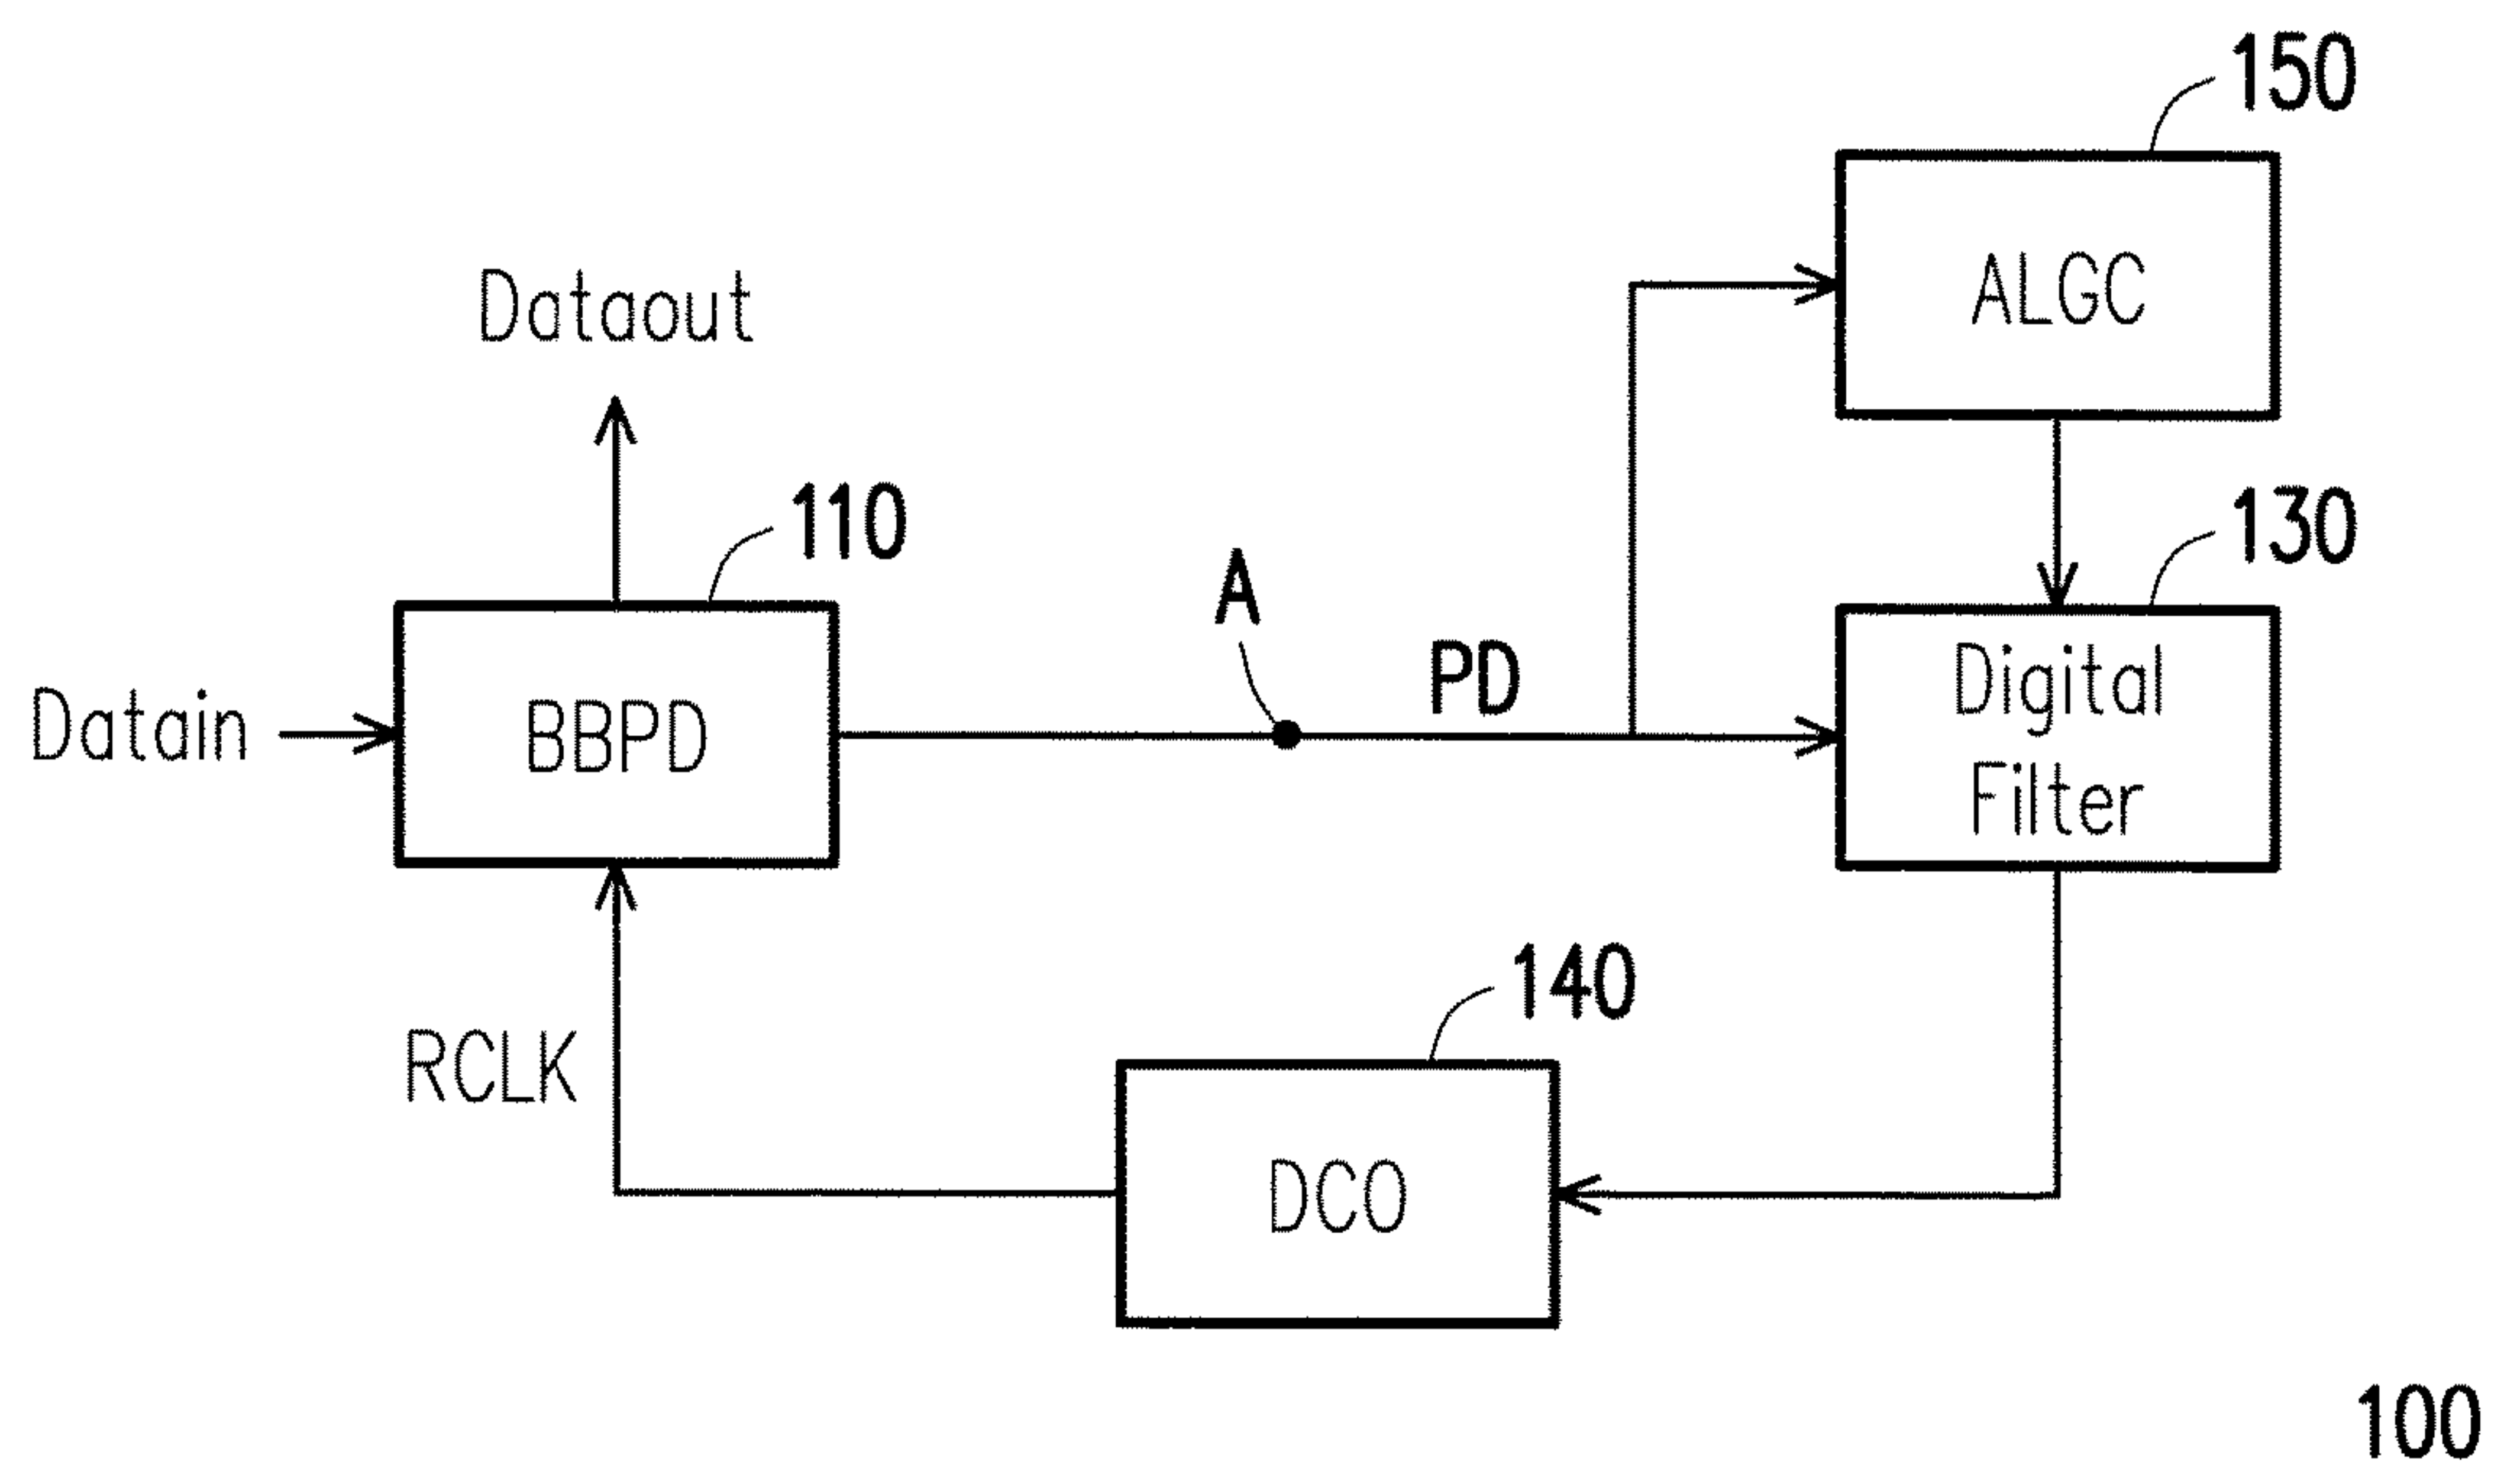 150
ALGC
Dataout
110
130
A
PD
Datain
BBPD
Digital
Filter
140
RCLK
DCO
100